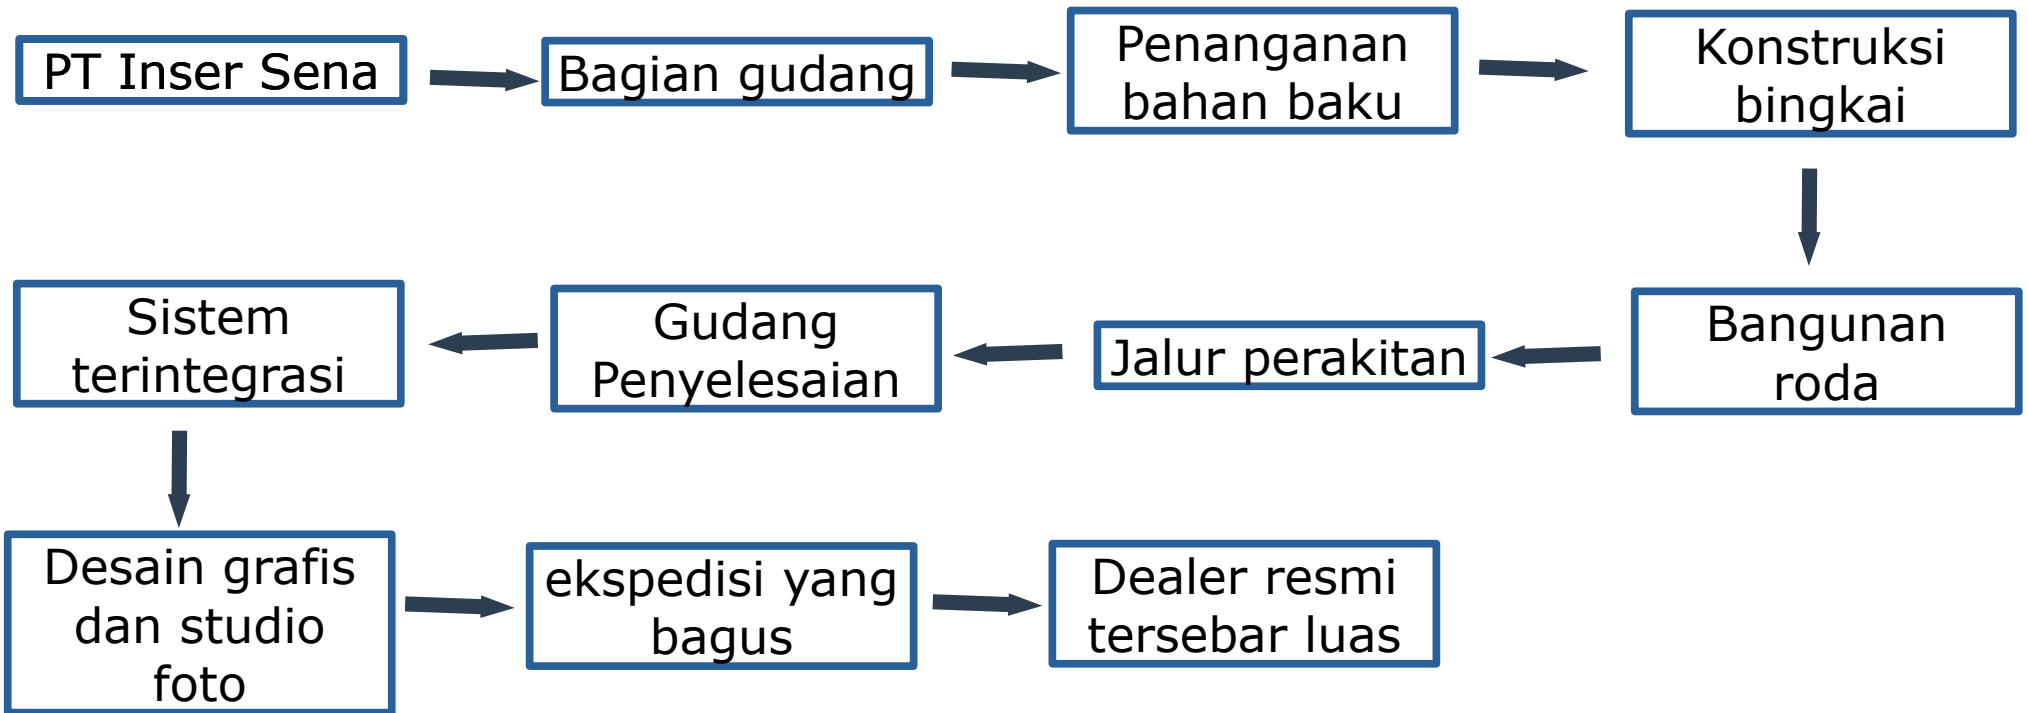 PT Inser Sena
Bagian gudang
Penanganan
bahan baku
Konstruksi
bingkai
Bangunan
roda
Jalur perakitan
Gudang
Penyelesaian
Sistem
terintegrasi
Desain grafis
dan studio
foto
ekspedisi yang
bagus
Dealer resmi
tersebar luas